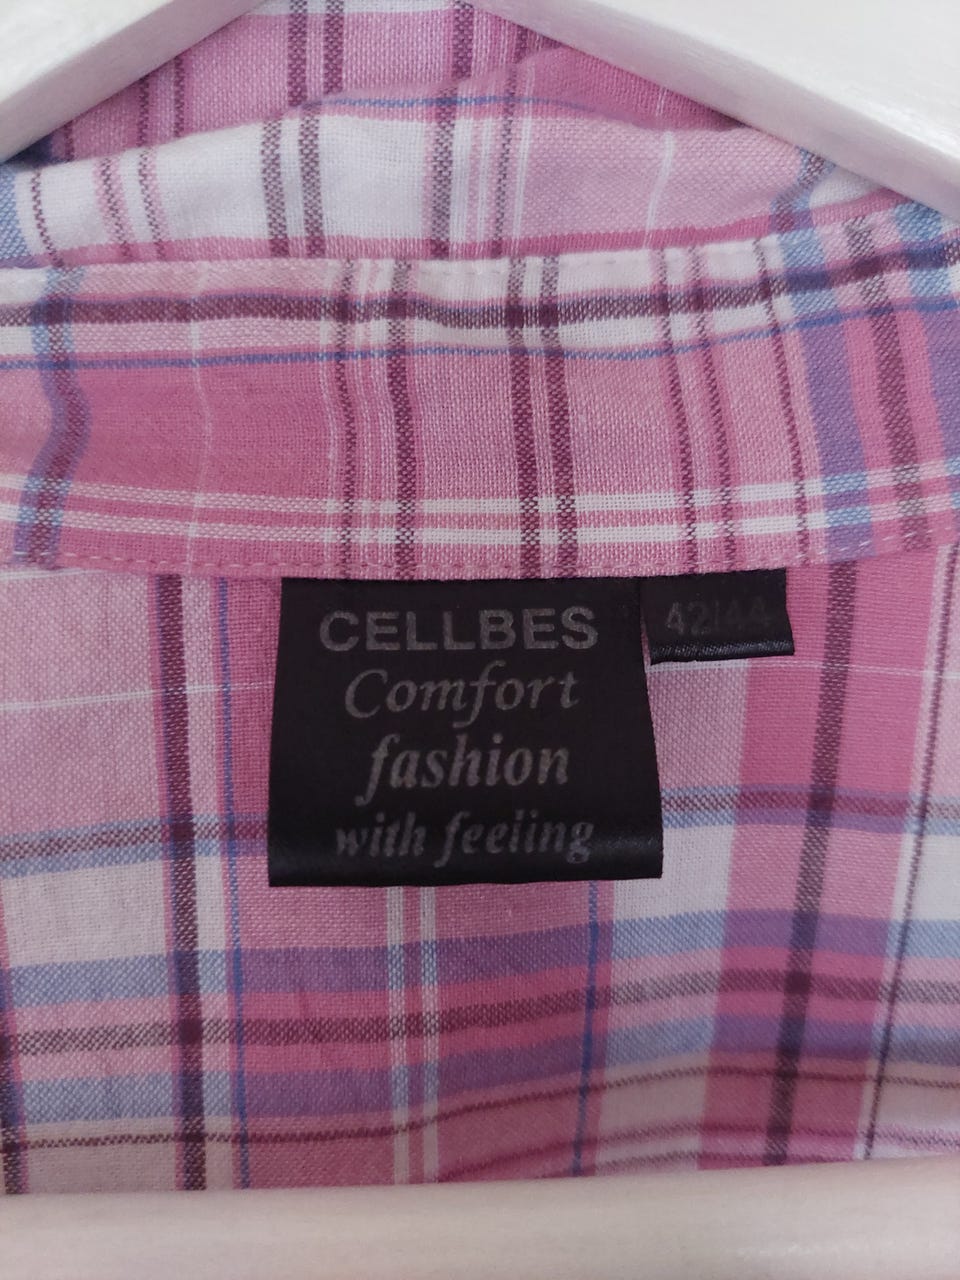 CELLBES
Comfort
fashion
with feeling
42/44